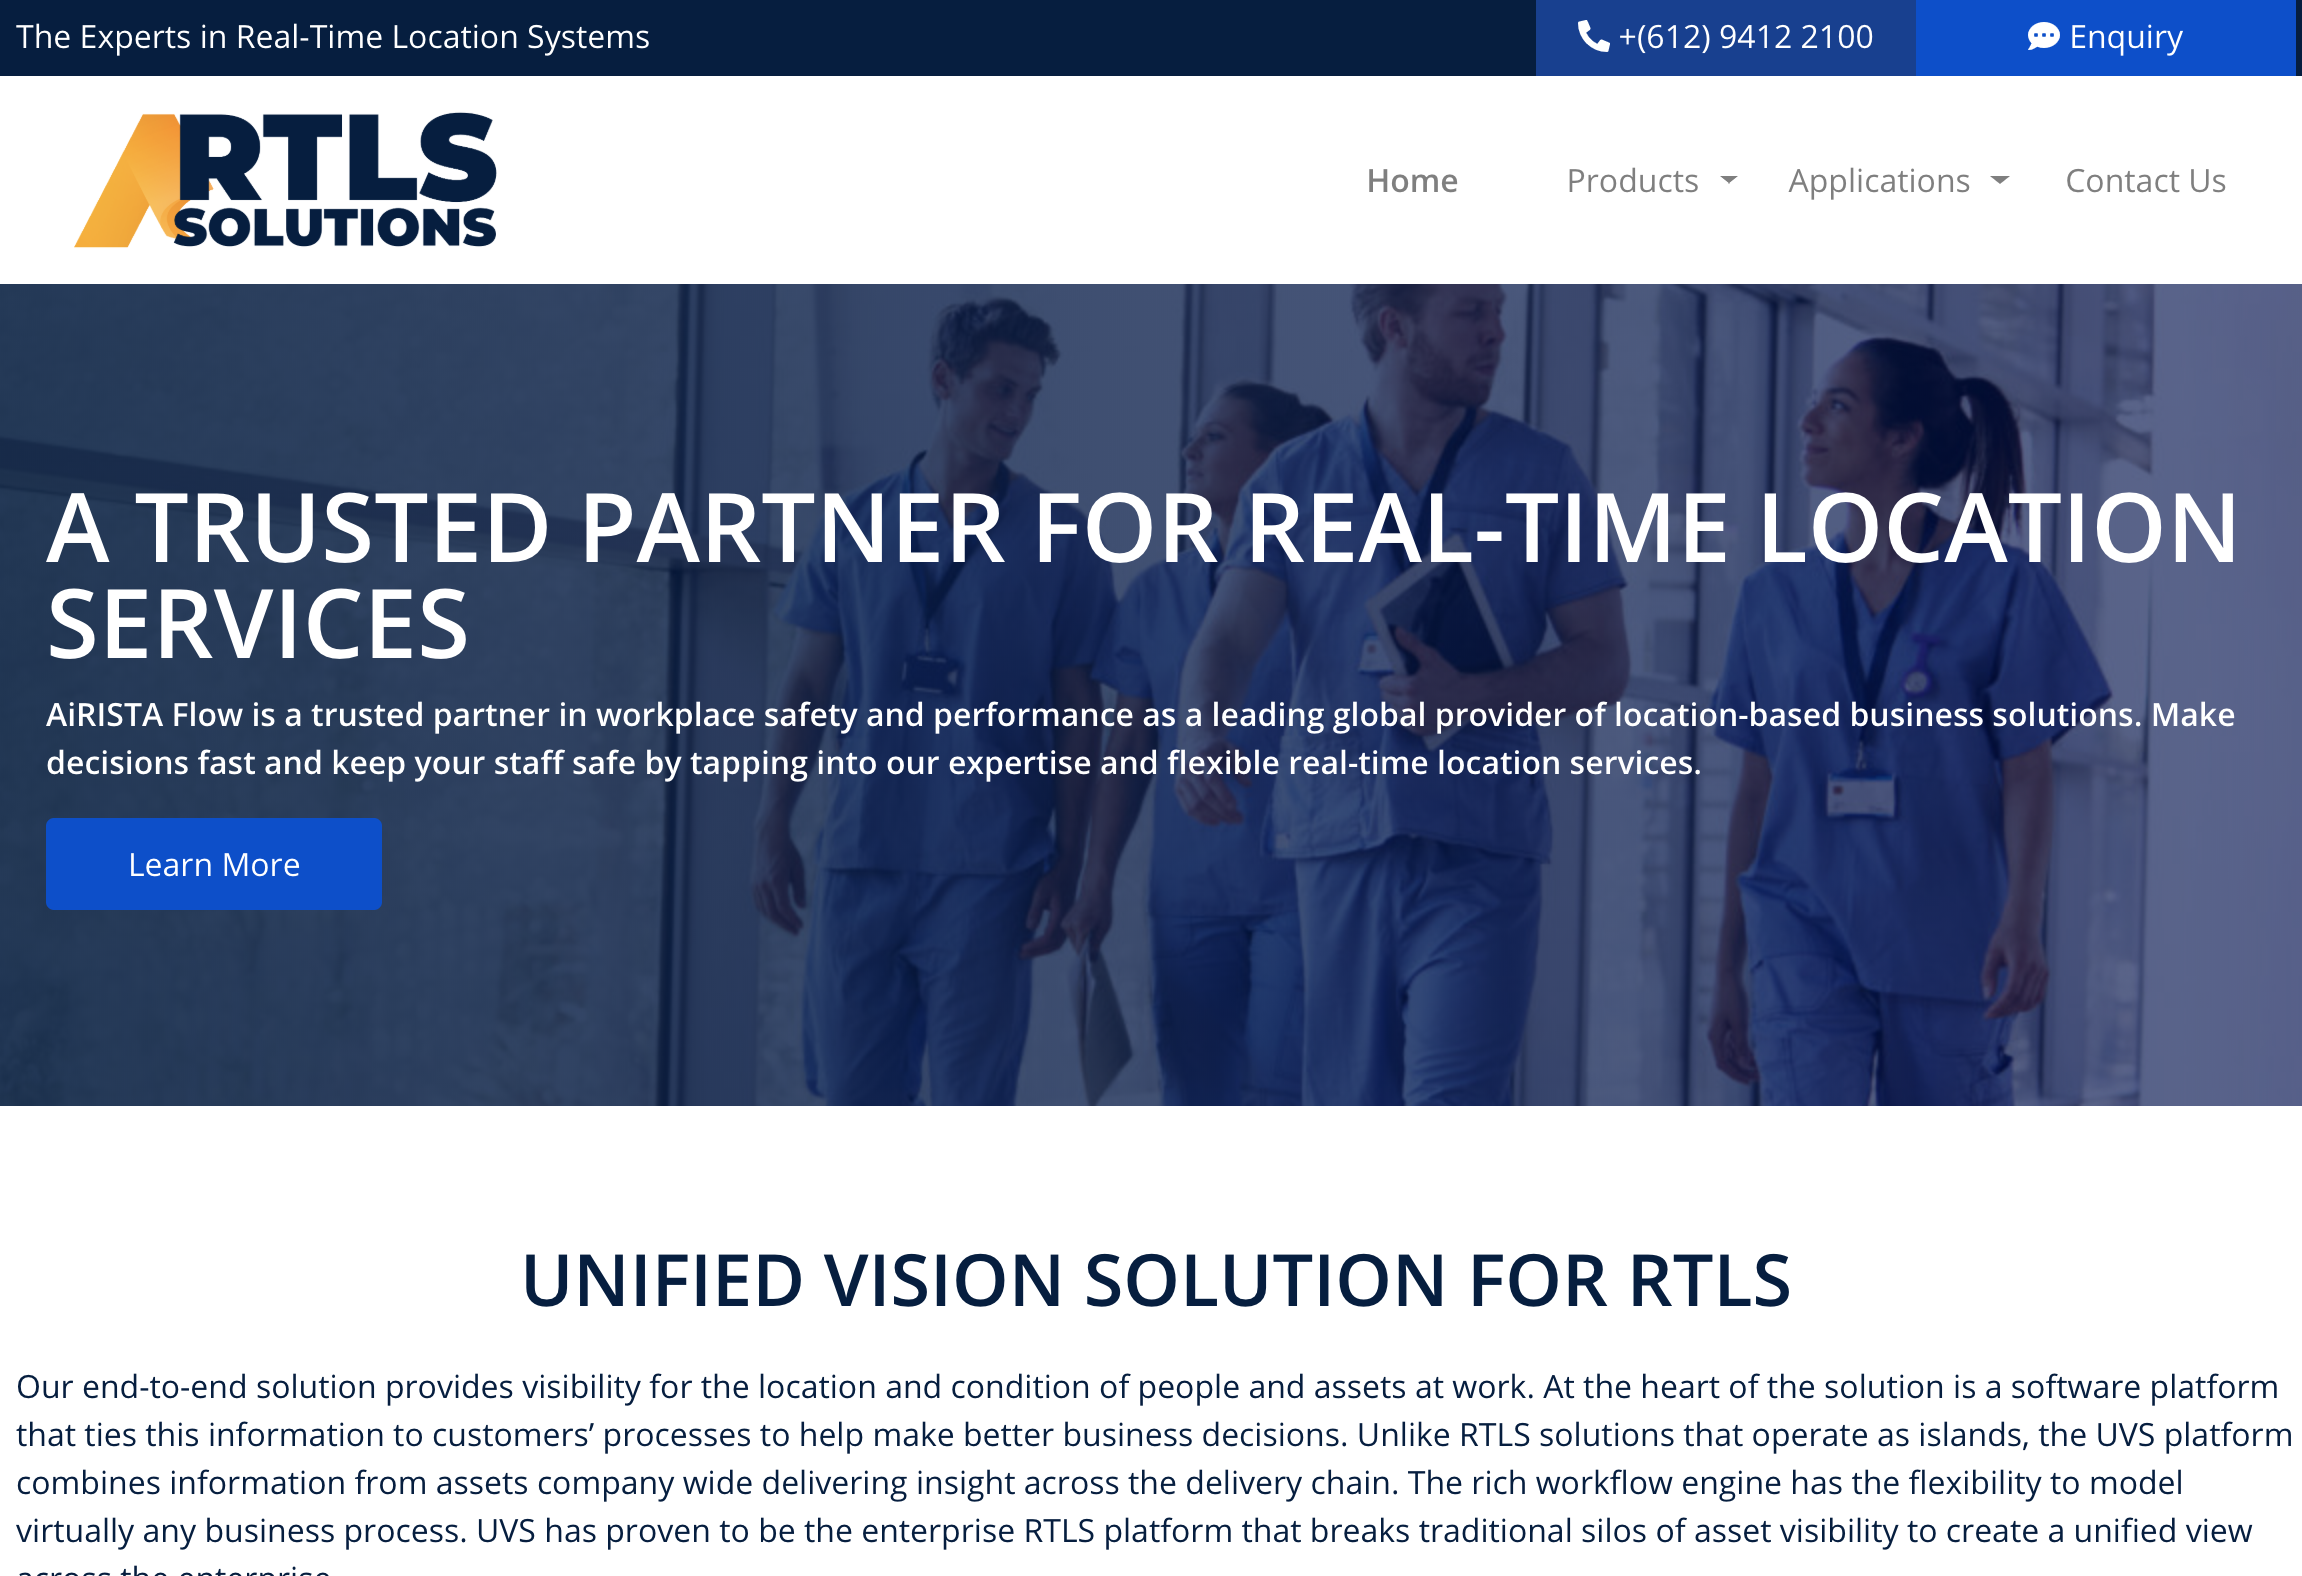 The Experts in Real-Time Location Systems
+(612) 9412 2100
Enquiry
RTLS
SOLUTIONS
Home
Products
Applications
Contact Us
A TRUSTED PARTNER FOR REAL-TIME LOCATION
SERVICES
AiRISTA Flow is a trusted partner in workplace safety and performance as a leading global provider of location-based business solutions. Make
decisions fast and keep your staff safe by tapping into our expertise and flexible real-time location services.
Learn More
UNIFIED VISION SOLUTION FOR RTLS
Our end-to-end solution provides visibility for the location and condition of people and assets at work. At the heart of the solution is a software platform
that ties this information to customers’ processes to help make better business decisions. Unlike RTLS solutions that operate as islands, the UVS platform
combines information from assets company wide delivering insight across the delivery chain. The rich workflow engine has the flexibility to model
virtually any business process. UVS has proven to be the enterprise RTLS platform that breaks traditional silos of asset visibility to create a unified view
across the enterprise.